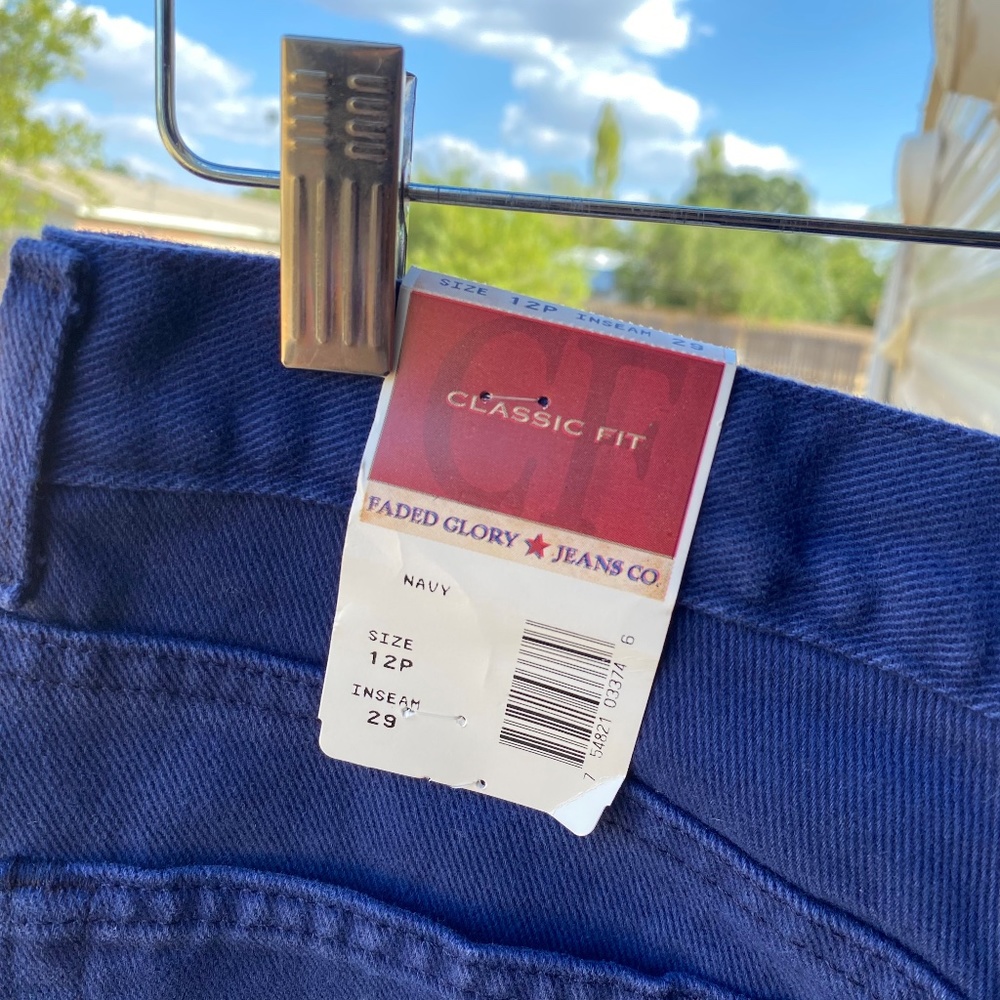 SIZE 12P INSEAM 29
CF
CLASSIC FIT
FADED GLORY ★ JEANS CO.
NAVY
SIZE
12P
INSEAM
29
7 54821 03374 6